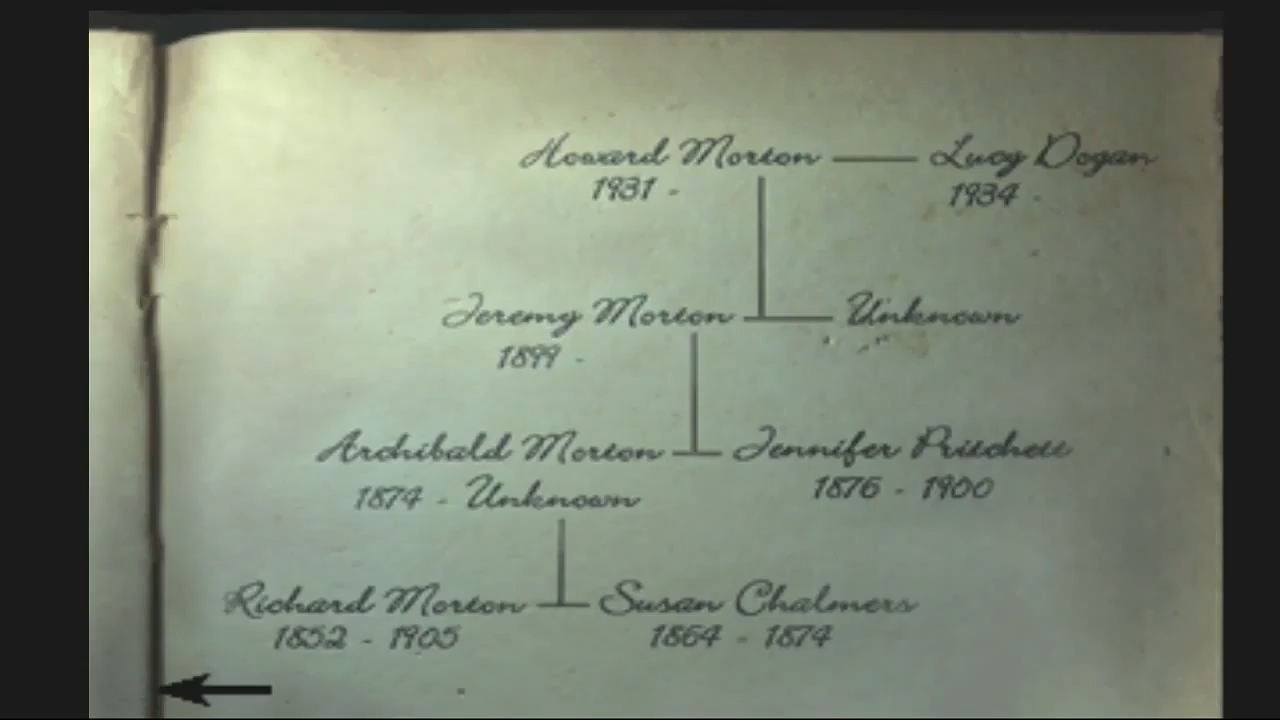 Howard Morton Lucy Dogan
1931 - 1934 -
Jeremy Morton Unknown
1899 -
Archibald Morton Jennifer Pritchett
1874 - Unknown 1876 - 1900
Richard Morton Susan Chalmers
1852 - 1905 1864 - 1874